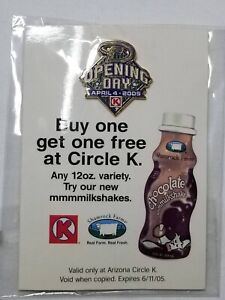 OPENING
DAY
APRIL 4 - 2005
K
Buy one
get one free
at Circle K.
Any 12oz. variety.
Try our new
mmmmilkshakes.
chocolate
milkshake
K
Shamrock Farms
Real Farm. Real Fresh.
Valid only at Arizona Circle K.
Void when copied. Expires 6/11/05.